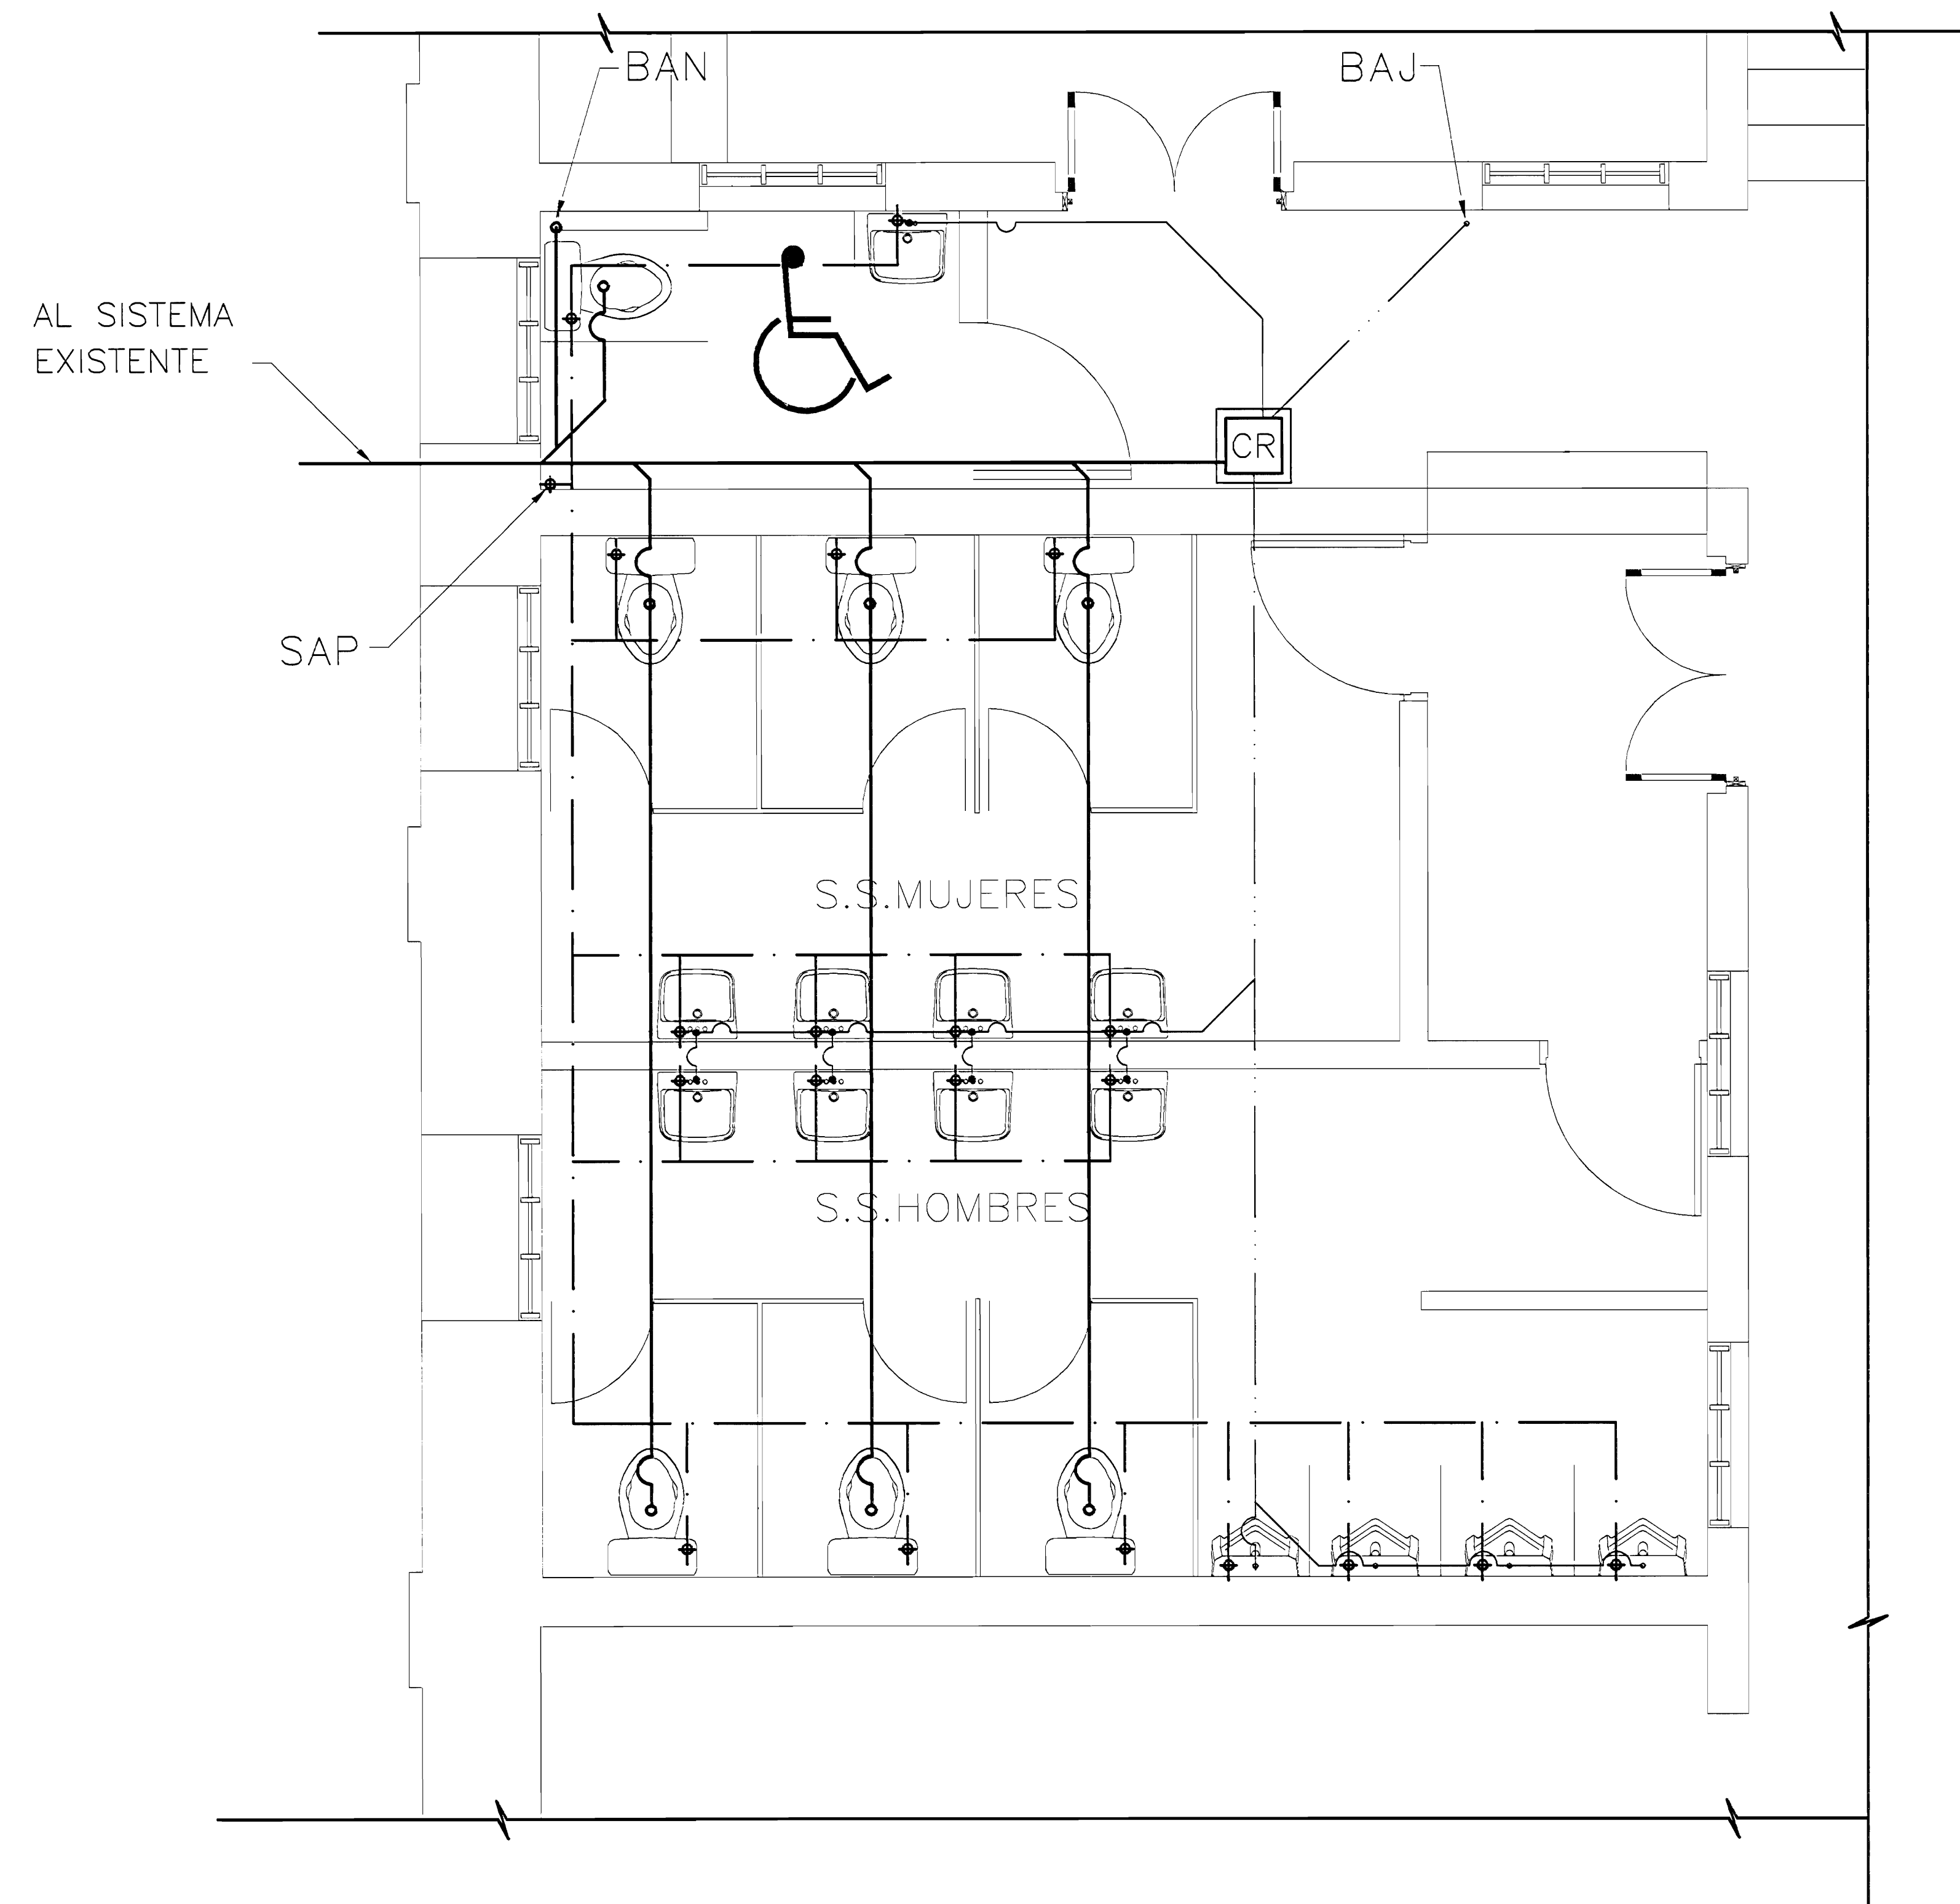 BAN
BAJ
AL SISTEMA
EXISTENTE
CR
SAP
S.S.MUJERES
S.S.HOMBRES